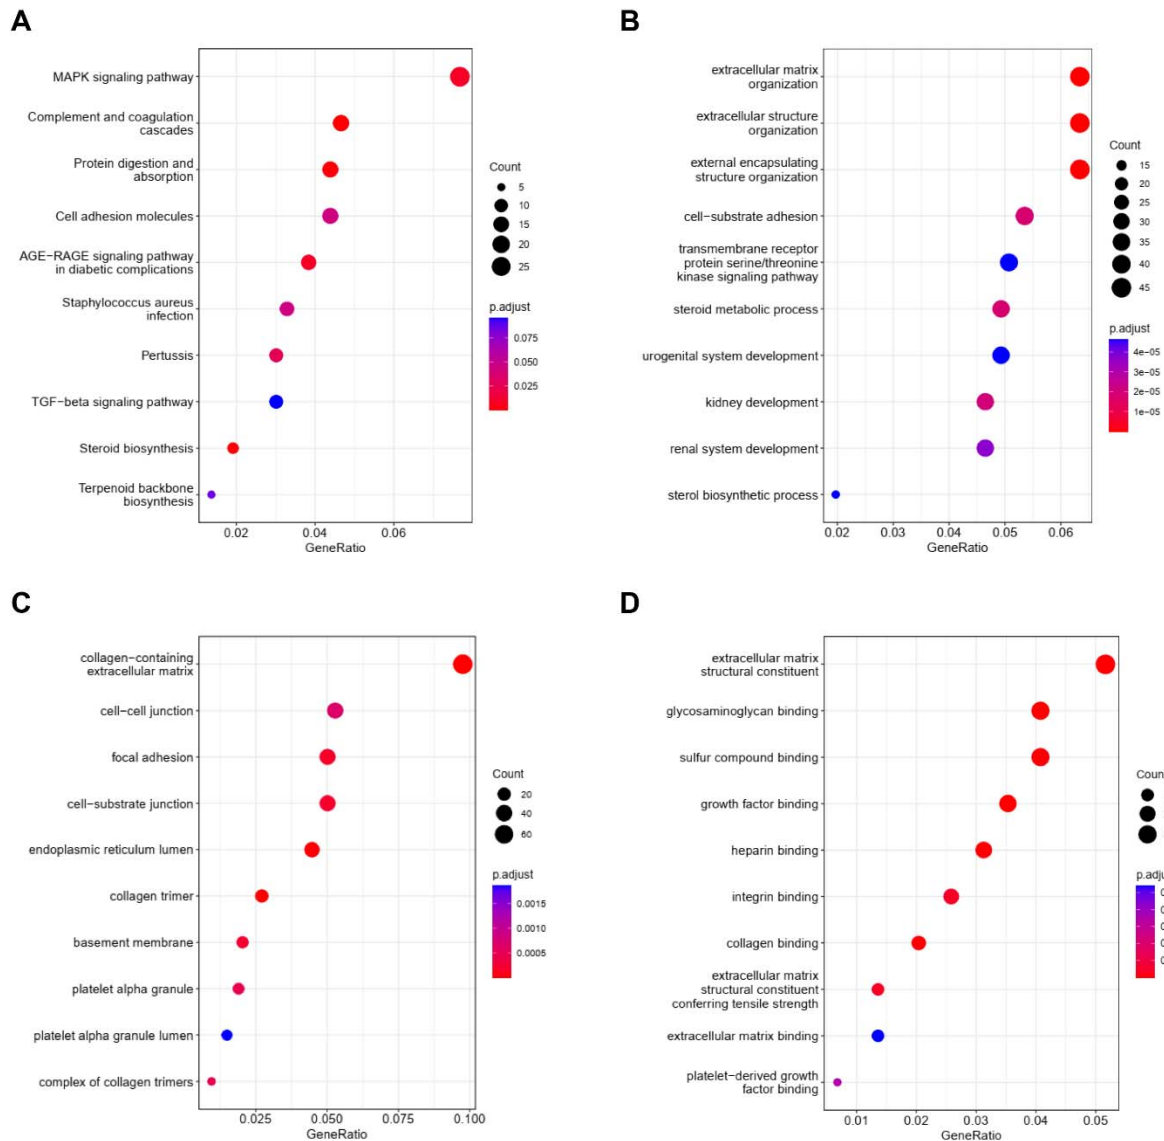 A
MAPK signaling pathway
Complement and coagulation
cascades
Protein digestion and
absorption
Cell adhesion molecules
AGE−RAGE signaling pathway
in diabetic complications
Staphylococcus aureus
infection
Pertussis
TGF−beta signaling pathway
Steroid biosynthesis
Terpenoid backbone
biosynthesis
0.02 0.04 0.06
GeneRatio
Count
5
10
15
20
25
p.adjust
0.075
0.050
0.025
B
extracellular matrix
organization
extracellular structure
organization
external encapsulating
structure organization
cell−substrate adhesion
transmembrane receptor
protein serine/threonine
kinase signaling pathway
steroid metabolic process
urogenital system development
kidney development
renal system development
sterol biosynthetic process
0.02 0.03 0.04 0.05 0.06
GeneRatio
Count
15
20
25
30
35
40
45
p.adjust
4e−05
3e−05
2e−05
1e−05
C
collagen−containing
extracellular matrix
cell−cell junction
focal adhesion
cell−substrate junction
endoplasmic reticulum lumen
collagen trimer
basement membrane
platelet alpha granule
platelet alpha granule lumen
complex of collagen trimers
0.025 0.050 0.075 0.100
GeneRatio
Count
20
40
60
p.adjust
0.0015
0.0010
0.0005
D
extracellular matrix
structural constituent
glycosaminoglycan binding
sulfur compound binding
growth factor binding
heparin binding
integrin binding
collagen binding
extracellular matrix
structural constituent
conferring tensile strength
extracellular matrix binding
platelet−derived growth
factor binding
0.01 0.02 0.03 0.04 0.05
GeneRatio